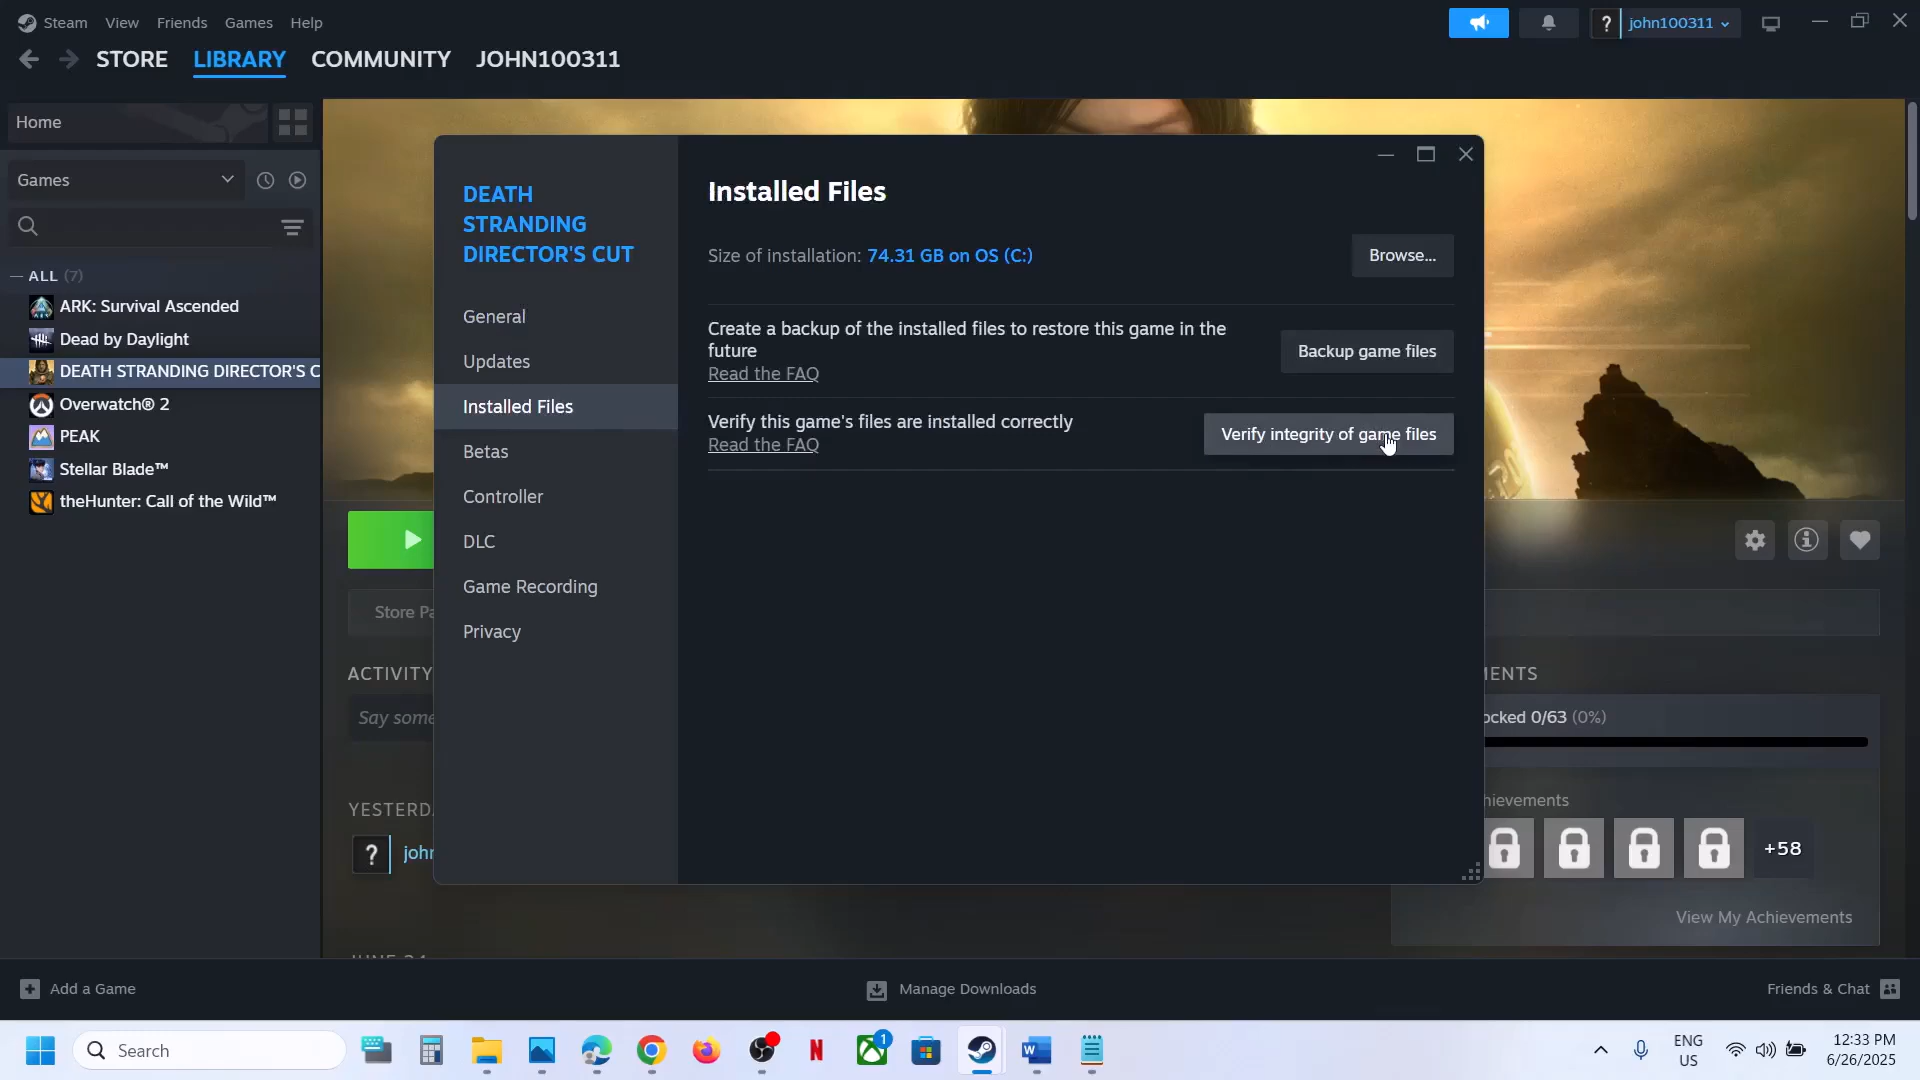 Steam View Friends Games Help
john100311
STORE LIBRARY COMMUNITY JOHN100311
Home
Games
— ALL (7)
ARK: Survival Ascended
Dead by Daylight
DEATH STRANDING DIRECTOR'S C
Overwatch® 2
PEAK
Stellar Blade™
theHunter: Call of the Wild™
DEATH
STRANDING
DIRECTOR'S CUT
General
Updates
Installed Files
Betas
Controller
DLC
Game Recording
Privacy
Installed Files
Size of installation: 74.31 GB on OS (C:)
Browse...
Create a backup of the installed files to restore this game in the
future
Read the FAQ
Backup game files
Verify this game's files are installed correctly
Read the FAQ
Verify integrity of game files
Store Pa
ACTIVITY
Say some
YESTERD
?
john
MENTS
ocked 0/63 (0%)
hievements
+58
View My Achievements
Add a Game
Manage Downloads
Friends & Chat
Search
1
ENG
US
12:33 PM
6/26/2025